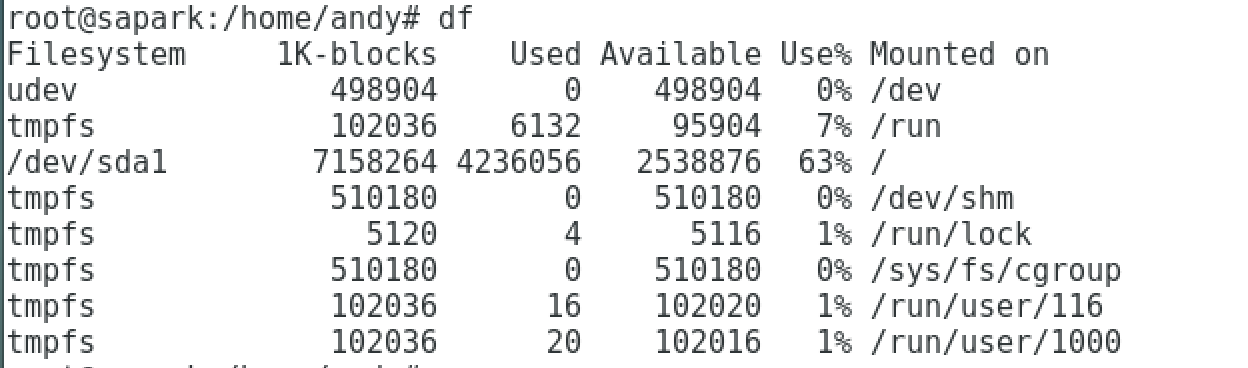 root@sapark:/home/andy# df
Filesystem     1K-blocks    Used Available Use% Mounted on
udev              498904       0    498904   0% /dev
tmpfs             102036    6132     95904   7% /run
/dev/sda1        7158264 4236056   2538876  63% /
tmpfs             510180       0    510180   0% /dev/shm
tmpfs               5120       4      5116   1% /run/lock
tmpfs             510180       0    510180   0% /sys/fs/cgroup
tmpfs             102036      16    102020   1% /run/user/116
tmpfs             102036      20    102016   1% /run/user/1000